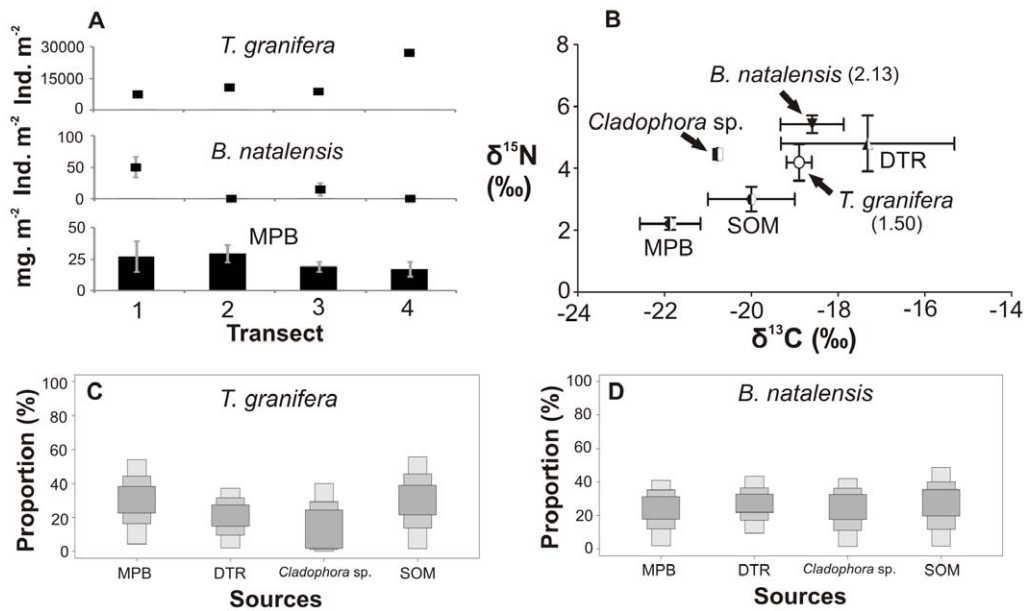 A
T. granifera
Ind. m-2
30000
15000
0
B. natalensis
Ind. m-2
100
50
0
MPB
mg. m-2
50
25
0
1 2 3 4
Transect
B
δ15N
(‰)
8
6
4
2
0
B. natalensis (2.13)
Cladophora sp.
DTR
T. granifera
(1.50)
SOM
MPB
-24 -22 -20 -18 -16 -14
δ13C (‰)
C
T. granifera
Proportion (%)
100
80
60
40
20
0
MPB DTR Cladophora sp. SOM
Sources
D
B. natalensis
Proportion (%)
100
80
60
40
20
0
MPB DTR Cladophora sp. SOM
Sources